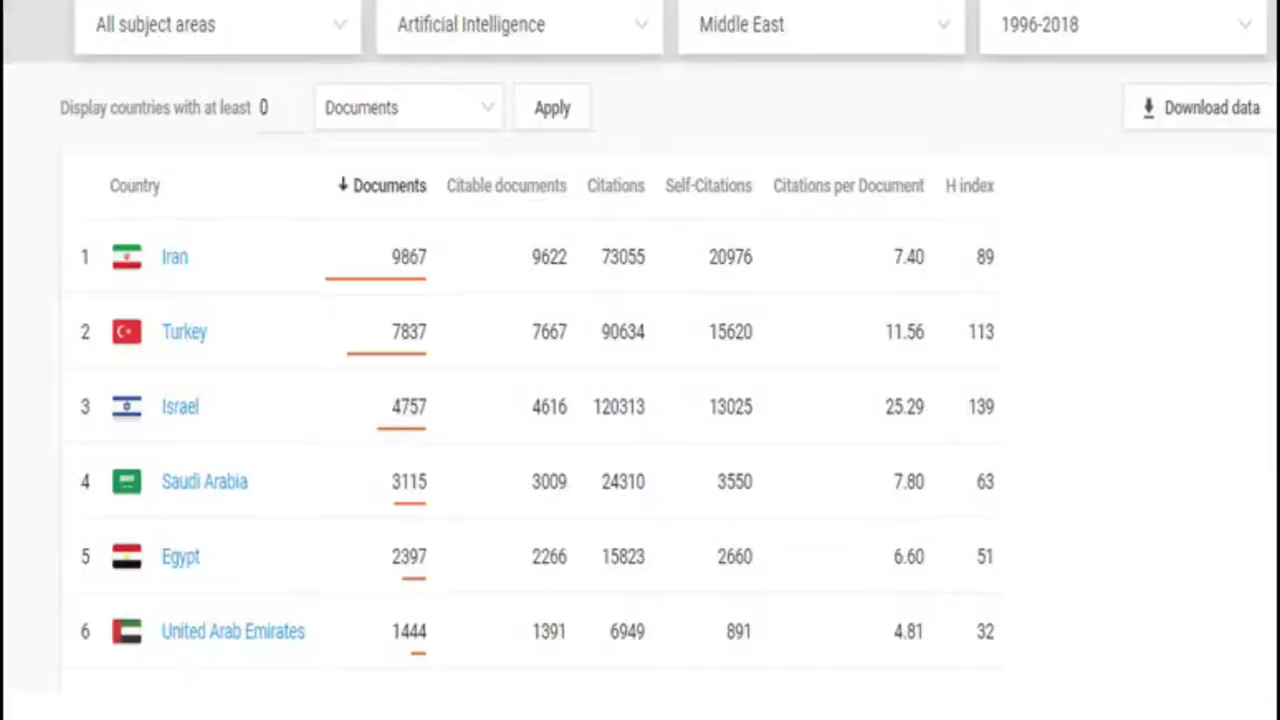 All subject areas Artificial Intelligence Middle East 1996-2018
Display countries with at least 0 Documents Apply Download data
Country Documents Citable documents Citations Self-Citations Citations per Document H index
1 Iran 9867 9622 73055 20976 7.40 89
2 Turkey 7837 7667 90634 15620 11.56 113
3 Israel 4757 4616 120313 13025 25.29 139
4 Saudi Arabia 3115 3009 24310 3550 7.80 63
5 Egypt 2397 2266 15823 2660 6.60 51
6 United Arab Emirates 1444 1391 6949 891 4.81 32